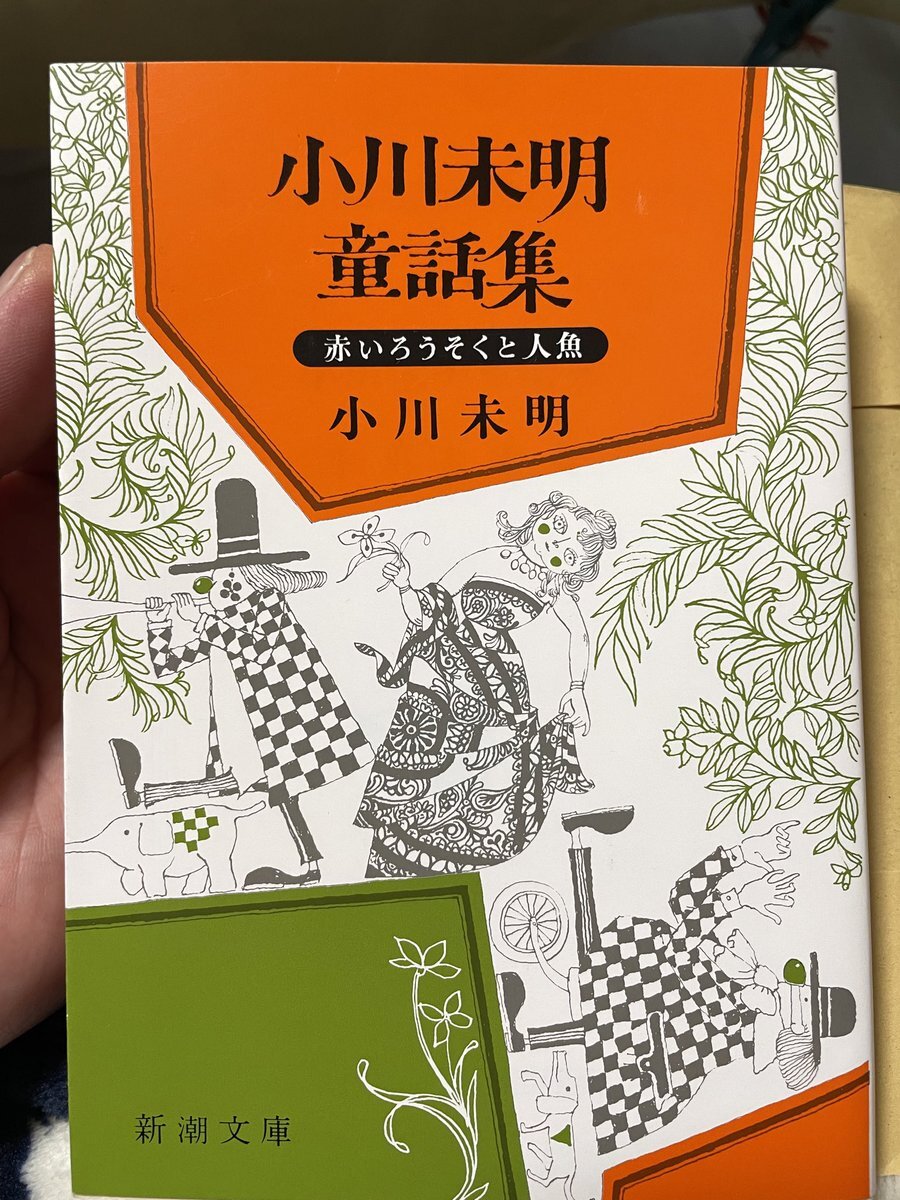 小川未明
童話集
赤いろうそくと人魚
小川未明
新潮文庫